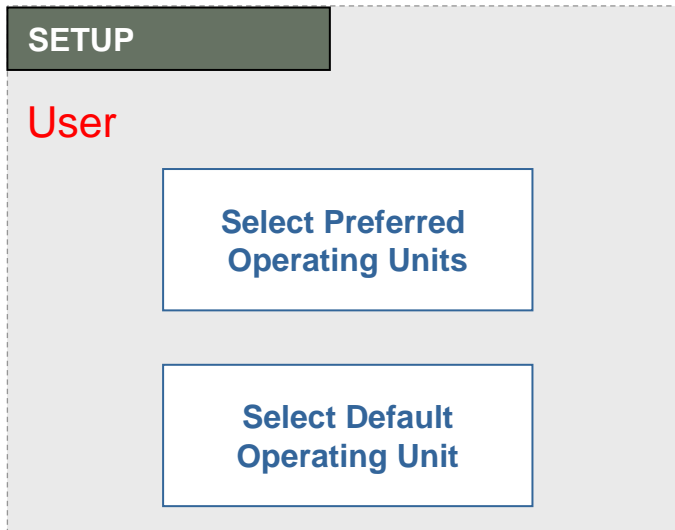 SETUP
User
Select Preferred
Operating Units
Select Default
Operating Unit